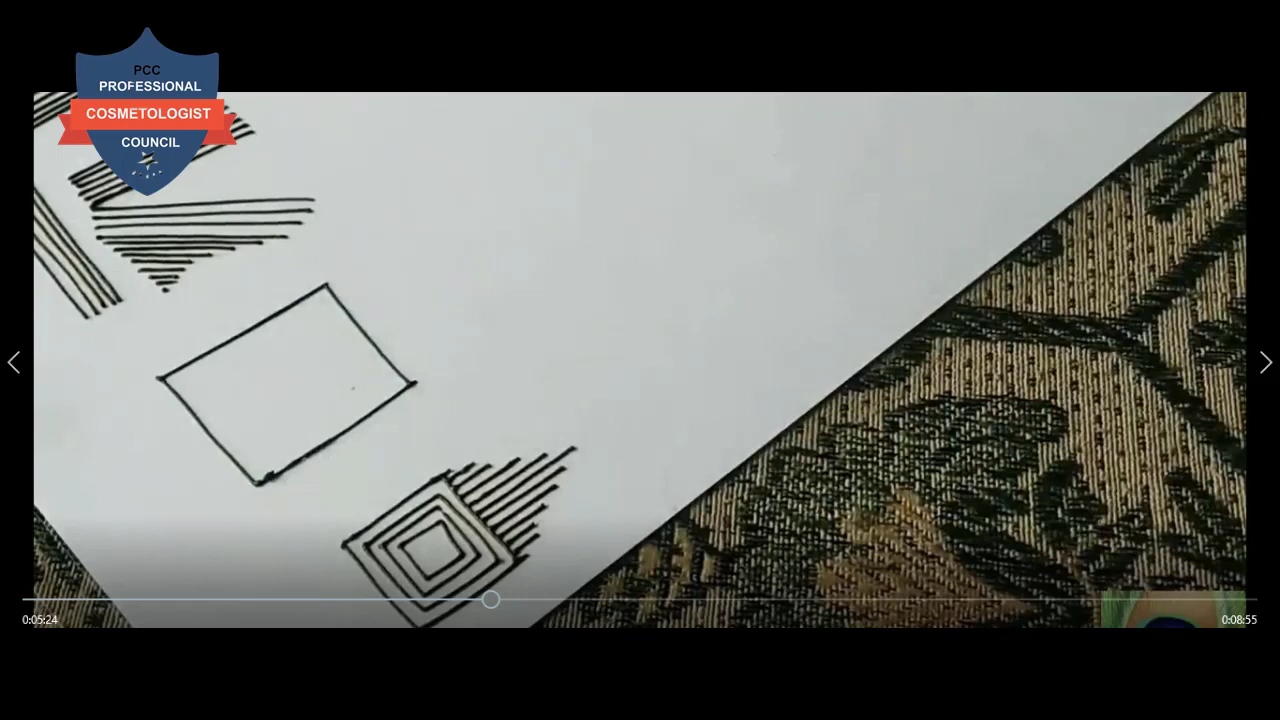 PCC
PROFESSIONAL
COSMETOLOGIST
COUNCIL
0:05:24
0:08:55